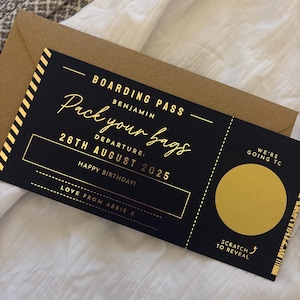 BOARDING PASS
BENJAMIN
Pack your bags
DEPARTURE:
26TH AUGUST 2025
HAPPY BIRTHDAY!
LOVE FROM ABBIE X
WE'RE
GOING TO
SCRATCH
TO REVEAL